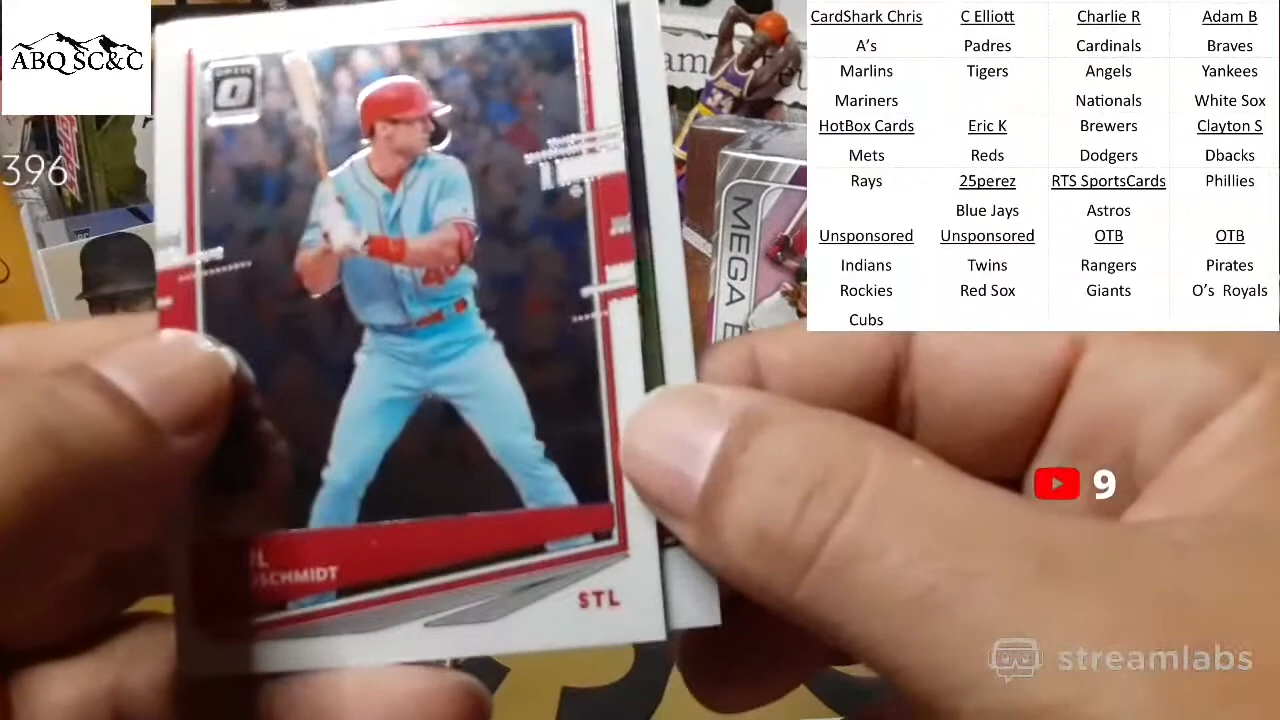 ABQ SC&C
396
OPTIC
STL
MEGA
34
CardShark Chris C Elliott Charlie R Adam B
A's Padres Cardinals Braves
Marlins Tigers Angels Yankees
Mariners Nationals White Sox
HotBox Cards Eric K Brewers Clayton S
Mets Reds Dodgers Dbacks
Rays 25perez RTS SportsCards Phillies
Blue Jays Astros
Unsponsored Unsponsored OTB OTB
Indians Twins Rangers Pirates
Rockies Red Sox Giants O's Royals
Cubs
9
streamlabs